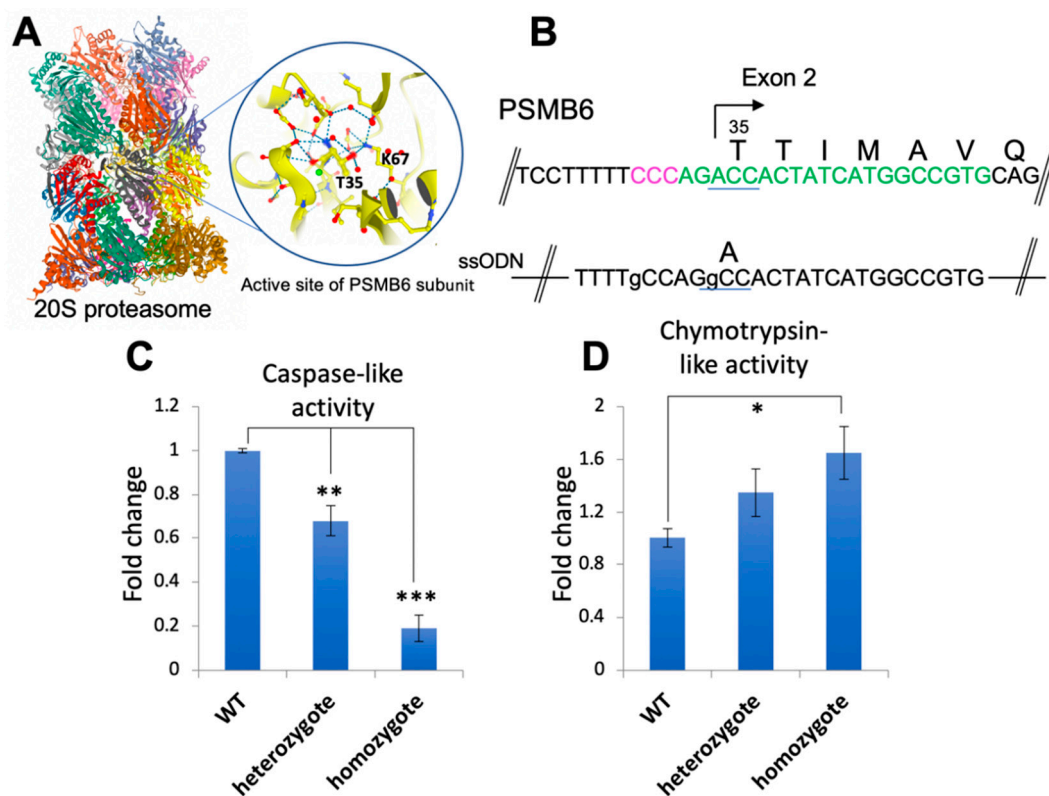 A
K67
T35
Active site of PSMB6 subunit
20S proteasome
B
Exon 2
PSMB6
35
T T I M A V Q
TCCTTTTTCCCAGACCACTATCATGGCCGTGCAG
A
ssODN
TTTTgCCAGgCCACTATCATGGCCGTG
C
Caspase-like
activity
Fold change
1.2
1
0.8
0.6
0.4
0.2
0
**
***
WT
heterozygote
homozygote
D
Chymotrypsin-
like activity
Fold change
2
1.6
1.2
0.8
0.4
0
*
WT
heterozygote
homozygote